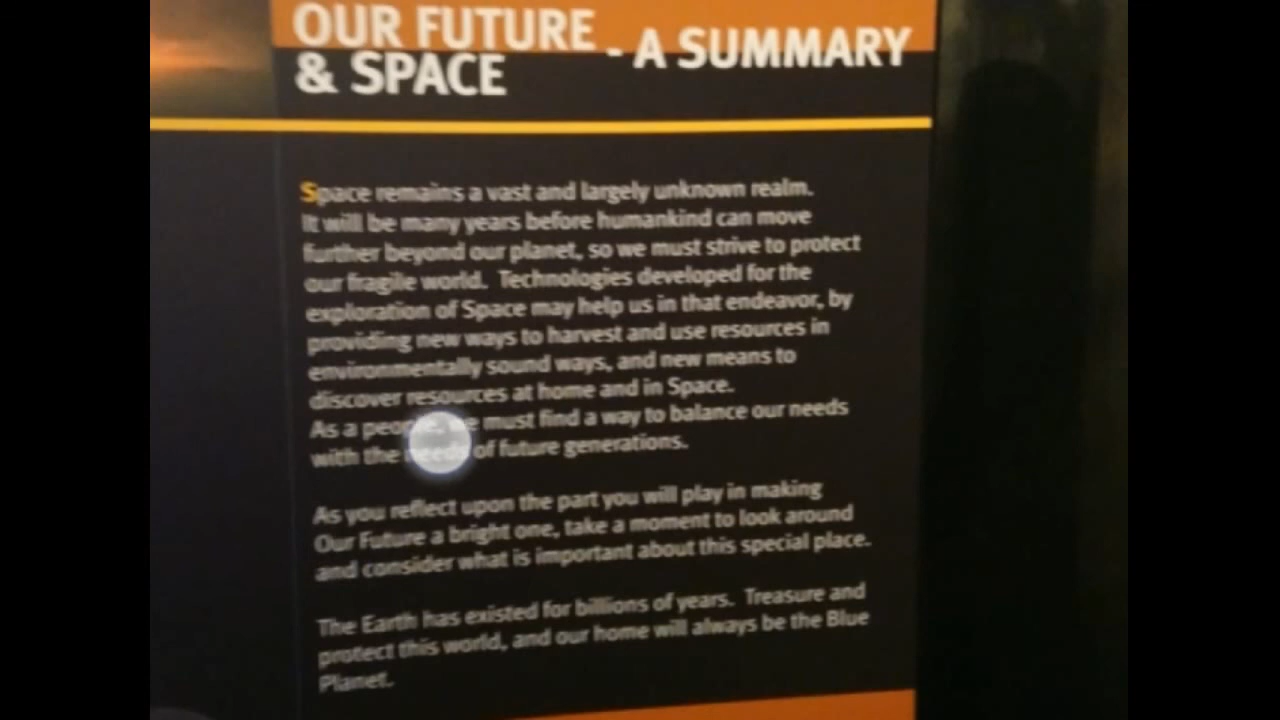 OUR FUTURE
& SPACE - A SUMMARY
Space remains a vast and largely unknown realm.
It will be many years before humankind can move
further beyond our planet, so we must strive to protect
our fragile world. Technologies developed for the
exploration of Space may help us in that endeavor, by
providing new ways to harvest and use resources in
environmentally sound ways, and new means to
discover resources at home and in Space.
As a people, we must find a way to balance our needs
with the needs of future generations.
As you reflect upon the part you will play in making
Our Future a bright one, take a moment to look around
and consider what is important about this special place.
The Earth has existed for billions of years. Treasure and
protect this world, and our home will always be the Blue
Planet.